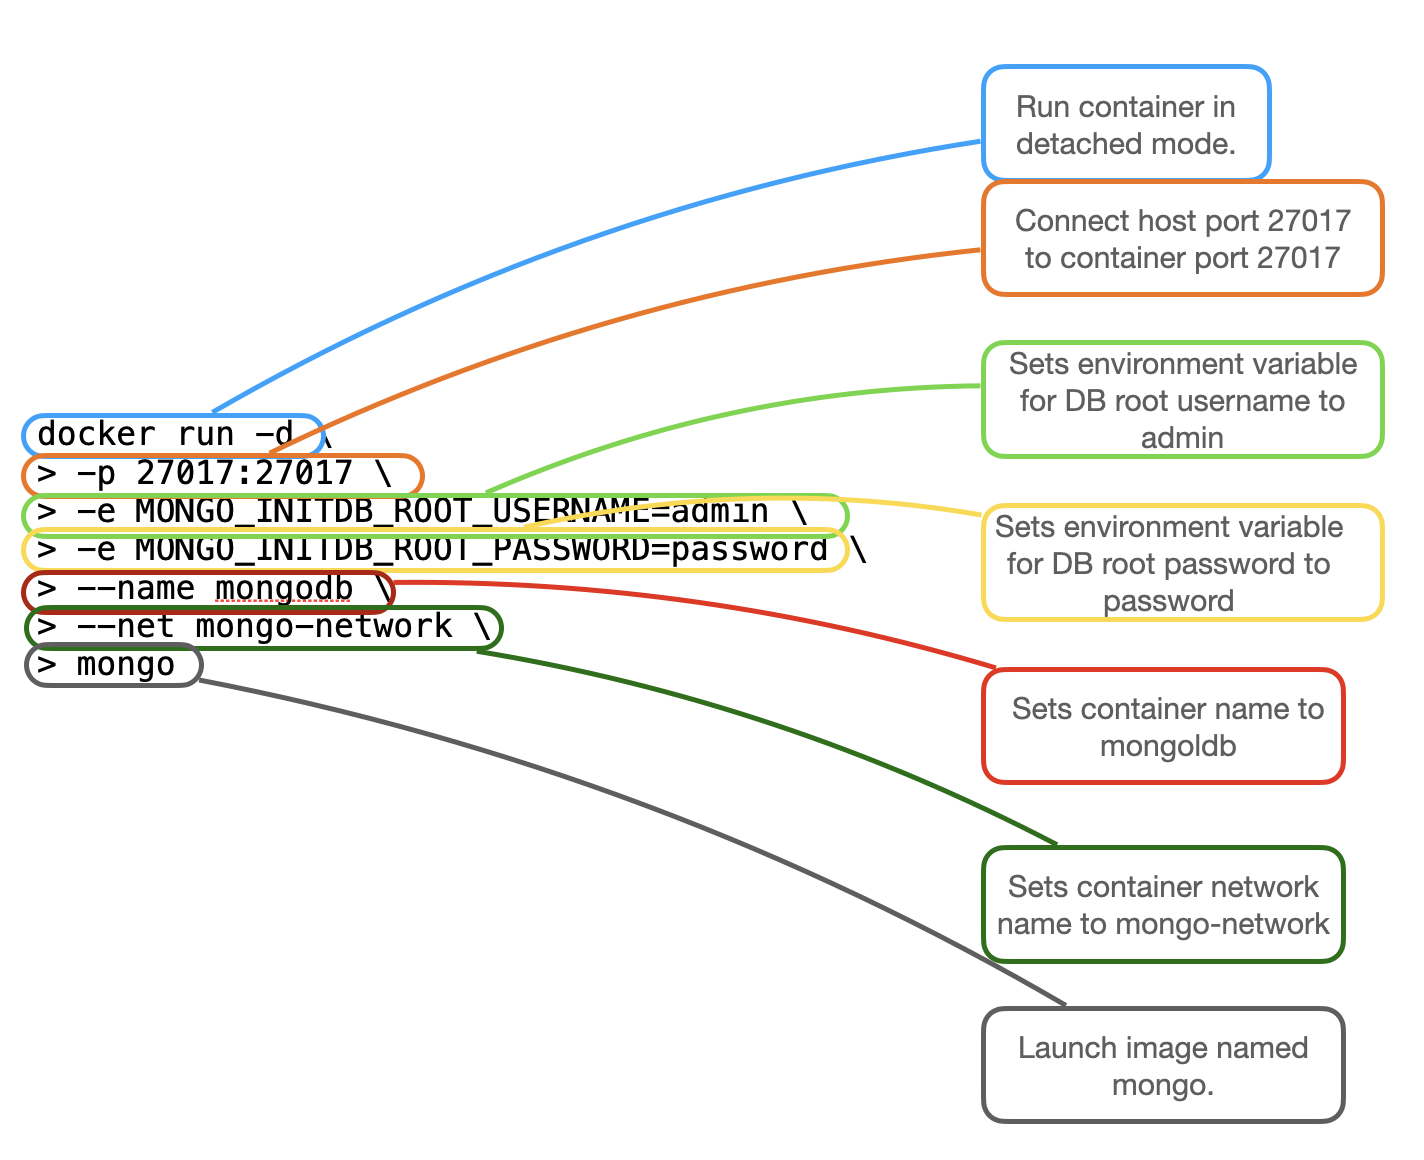 docker run -d \
> -p 27017:27017 \
> -e MONGO_INITDB_ROOT_USERNAME=admin \
> -e MONGO_INITDB_ROOT_PASSWORD=password \
> --name mongodb \
> --net mongo-network \
> mongo
Run container in
detached mode.
Connect host port 27017
to container port 27017
Sets environment variable
for DB root username to
admin
Sets environment variable
for DB root password to
password
Sets container name to
mongoldb
Sets container network
name to mongo-network
Launch image named
mongo.